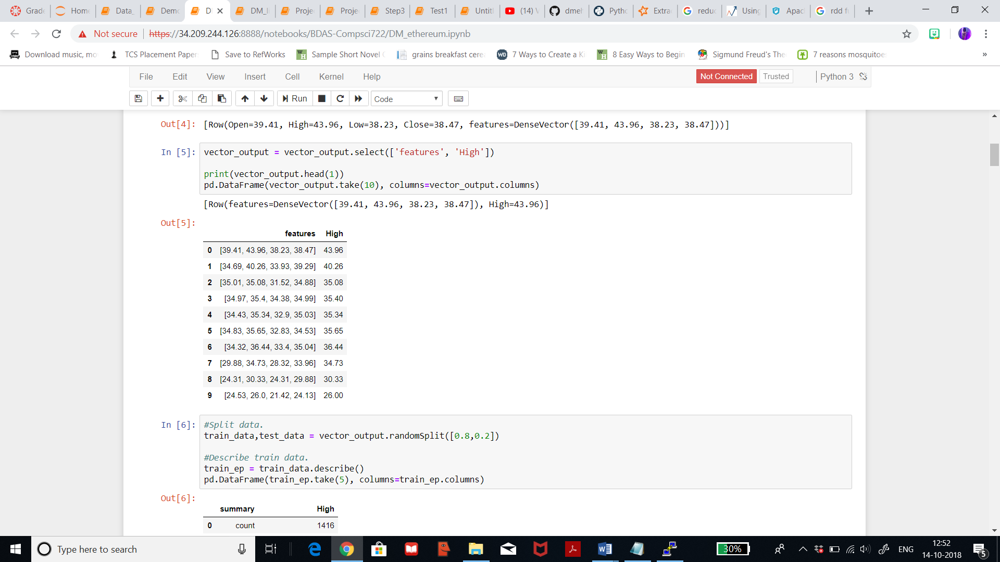 Grade Home Data_ Demo D DM_li Projec Projec Step3 Test1 Untitl (14) V dmeh Pytho Extra reduc Using Apac rdd fu
Not secure https://34.209.244.126:8888/notebooks/BDAS-Compsci722/DM_ethereum.ipynb
Download music, mo TCS Placement Paper Save to RefWorks Sample Short Novel grains breakfast cerea 7 Ways to Create a Ki 8 Easy Ways to Begin Sigmund Freud's The 7 reasons mosquitoe »
File Edit View Insert Cell Kernel Help Not Connected Trusted Python 3
Run Code
Out[4]: [Row(Open=39.41, High=43.96, Low=38.23, Close=38.47, features=DenseVector([39.41, 43.96, 38.23, 38.47]))]
In [5]: vector_output = vector_output.select(['features', 'High'])
print(vector_output.head(1))
pd.DataFrame(vector_output.take(10), columns=vector_output.columns)
[Row(features=DenseVector([39.41, 43.96, 38.23, 38.47]), High=43.96)]
Out[5]:
features High
0 [39.41, 43.96, 38.23, 38.47] 43.96
1 [34.69, 40.26, 33.93, 39.29] 40.26
2 [35.01, 35.08, 31.52, 34.88] 35.08
3 [34.97, 35.4, 34.38, 34.99] 35.40
4 [34.43, 35.34, 32.9, 35.03] 35.34
5 [34.83, 35.65, 32.83, 34.53] 35.65
6 [34.32, 36.44, 33.4, 35.04] 36.44
7 [29.88, 34.73, 28.32, 33.96] 34.73
8 [24.31, 30.33, 24.31, 29.88] 30.33
9 [24.53, 26.0, 21.42, 24.13] 26.00
In [6]: #Split data.
train_data,test_data = vector_output.randomSplit([0.8,0.2])
#Describe train data.
train_ep = train_data.describe()
pd.DataFrame(train_ep.take(5), columns=train_ep.columns)
Out[6]:
summary High
0 count 1416
Type here to search 30% ENG 12:52
14-10-2018 5